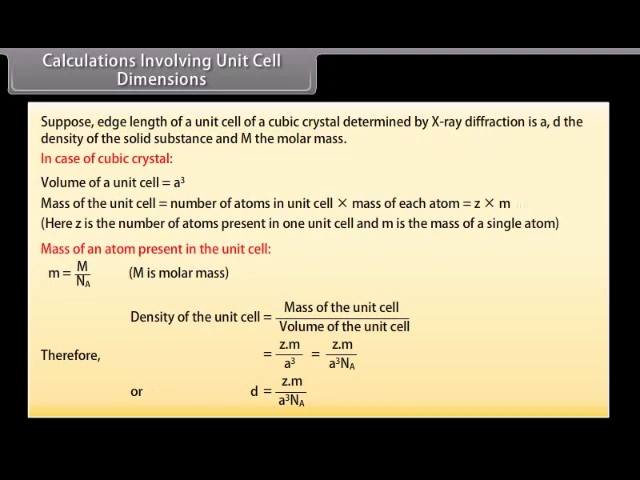 Calculations Involving Unit Cell
Dimensions
Suppose, edge length of a unit cell of a cubic crystal determined by X-ray diffraction is a, d the
density of the solid substance and M the molar mass.
In case of cubic crystal:
Volume of a unit cell = a³
Mass of the unit cell = number of atoms in unit cell × mass of each atom = z × m
(Here z is the number of atoms present in one unit cell and m is the mass of a single atom)
Mass of an atom present in the unit cell:
m = M/N_A (M is molar mass)
Density of the unit cell = Mass of the unit cell / Volume of the unit cell
Therefore, = z.m/a³ = z.m/a³N_A
or d = z.m/a³N_A